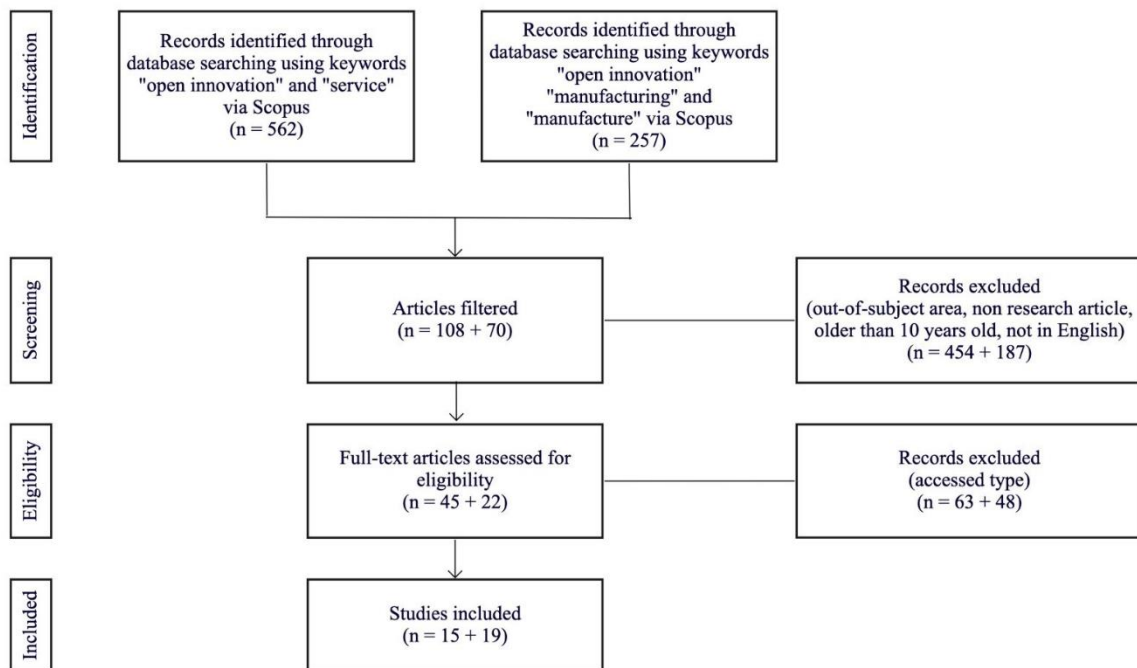 Identification
Records identified through
database searching using keywords
"open innovation" and "service"
via Scopus
(n = 562)
Records identified through
database searching using keywords
"open innovation"
"manufacturing" and
"manufacture" via Scopus
(n = 257)
Screening
Articles filtered
(n = 108 + 70)
Records excluded
(out-of-subject area, non research article,
older than 10 years old, not in English)
(n = 454 + 187)
Eligibility
Full-text articles assessed for
eligibility
(n = 45 + 22)
Records excluded
(accessed type)
(n = 63 + 48)
Included
Studies included
(n = 15 + 19)